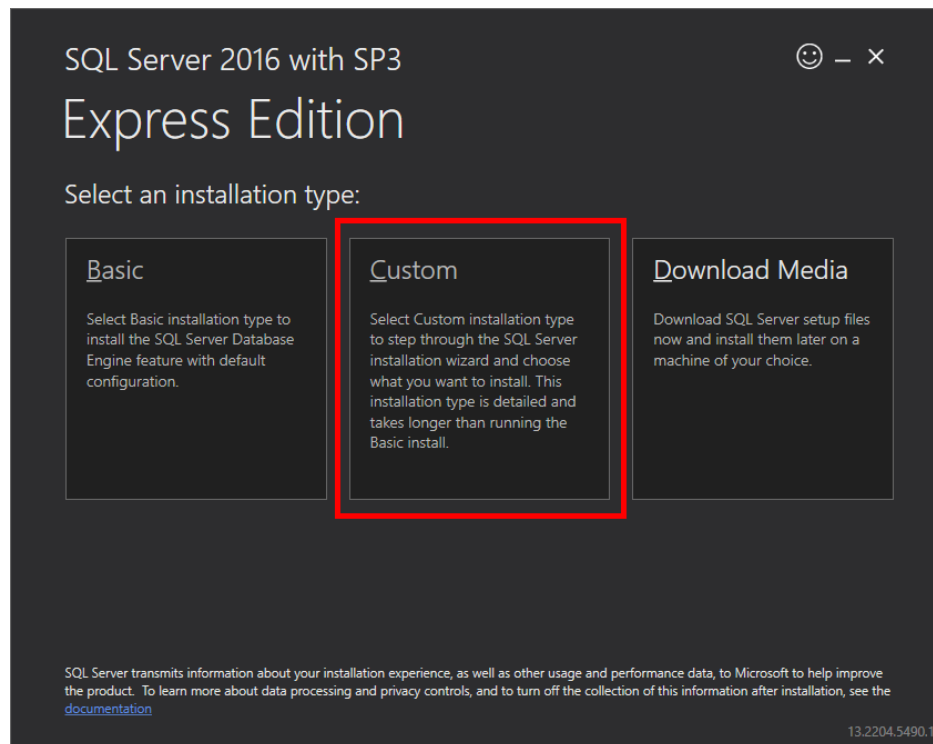 SQL Server 2016 with SP3
Express Edition
Select an installation type:
Basic
Select Basic installation type to
install the SQL Server Database
Engine feature with default
configuration.
Custom
Select Custom installation type
to step through the SQL Server
installation wizard and choose
what you want to install. This
installation type is detailed and
takes longer than running the
Basic install.
Download Media
Download SQL Server setup files
now and install them later on a
machine of your choice.
SQL Server transmits information about your installation experience, as well as other usage and performance data, to Microsoft to help improve
the product.  To learn more about data processing and privacy controls, and to turn off the collection of this information after installation, see the
documentation
13.2204.5490.1